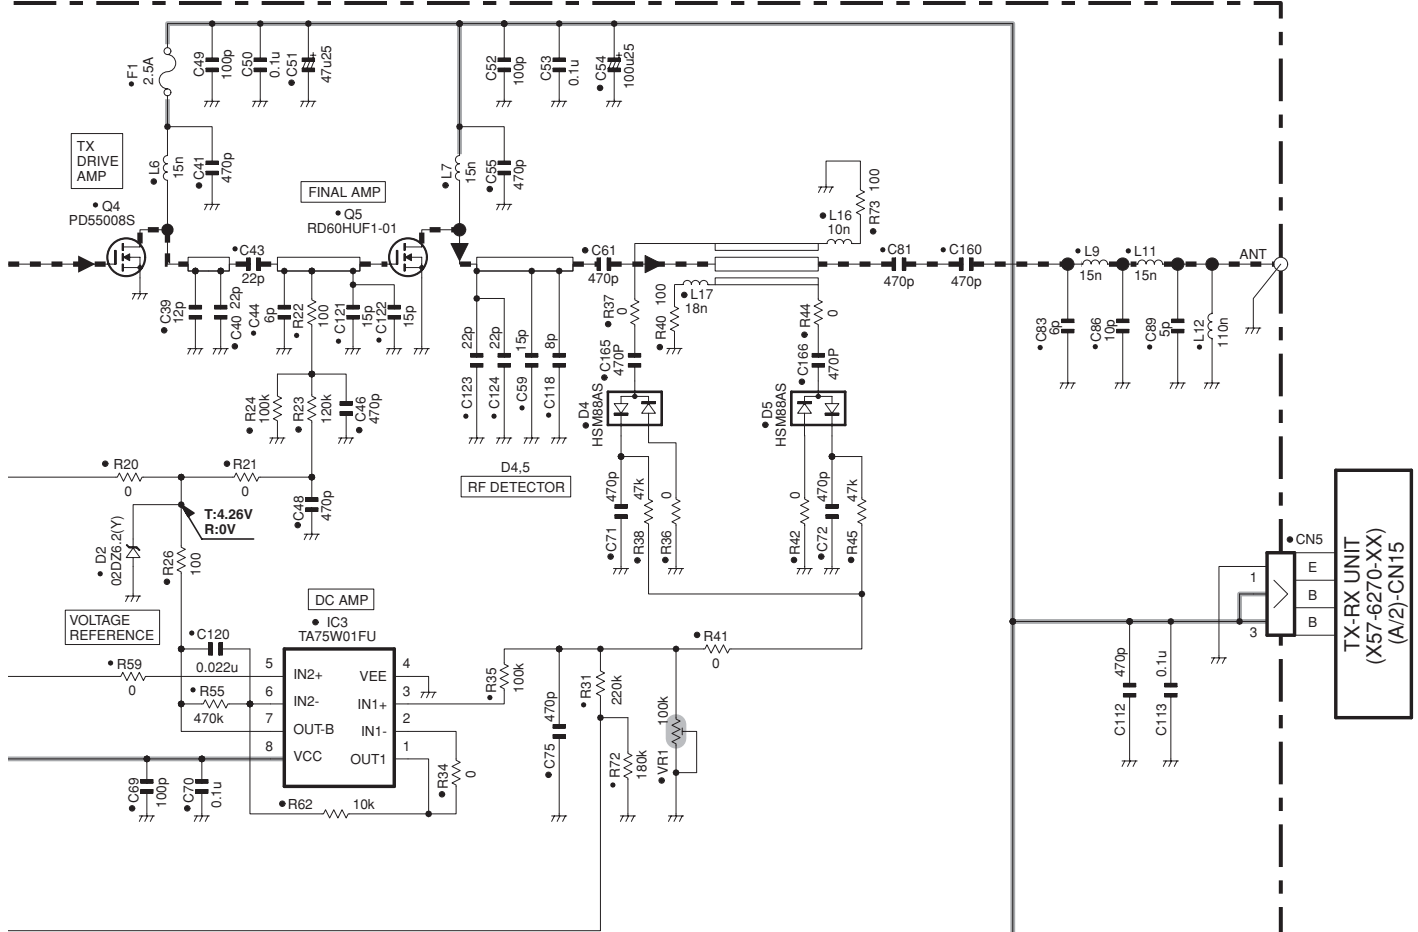 F1
2.5A
C49
100p
C50
0.1u
C51
47u25
+
C52
100p
C53
0.1u
C54
100u25
+
TX
DRIVE
AMP
Q4
PD55008S
L6
15n
C41
470p
FINAL AMP
Q5
RD60HUF1-01
L7
15n
C55
470p
C43
22p
C39
12p
C40
22p
C44
6p
R22
100
C121
15p
C122
15p
C61
470p
L16
10n
R73
100
C81
470p
C160
470p
L9
15n
L11
15n
ANT
C83
6p
C86
10p
C89
5p
L12
110n
R37
0
R40
100
L17
18n
R44
0
C165
470P
C166
470P
C123
22p
C124
22p
C59
15p
C118
8p
D4
HSM88AS
D5
HSM88AS
R24
100k
R23
120k
C46
470p
D4,5
RF DETECTOR
R20
0
R21
0
C48
470p
T:4.26V
R:0V
D2
02DZ6.2(Y)
R26
100
C71
470p
R38
47k
R36
0
R42
0
C72
470p
R45
47k
VOLTAGE
REFERENCE
DC AMP
IC3
TA75W01FU
C120
0.022u
R59
0
R55
470k
5
IN2+
6
IN2-
7
OUT-B
8
VCC
4
VEE
3
IN1+
2
IN1-
1
OUT1
C69
100p
C70
0.1u
R62
10k
R34
0
R35
100k
C75
470p
R31
220k
R72
180k
VR1
100k
R41
0
C112
470p
C113
0.1u
CN5
1
3
E
B
B
TX-RX UNIT
(X57-6270-XX)
(A/2)-CN15